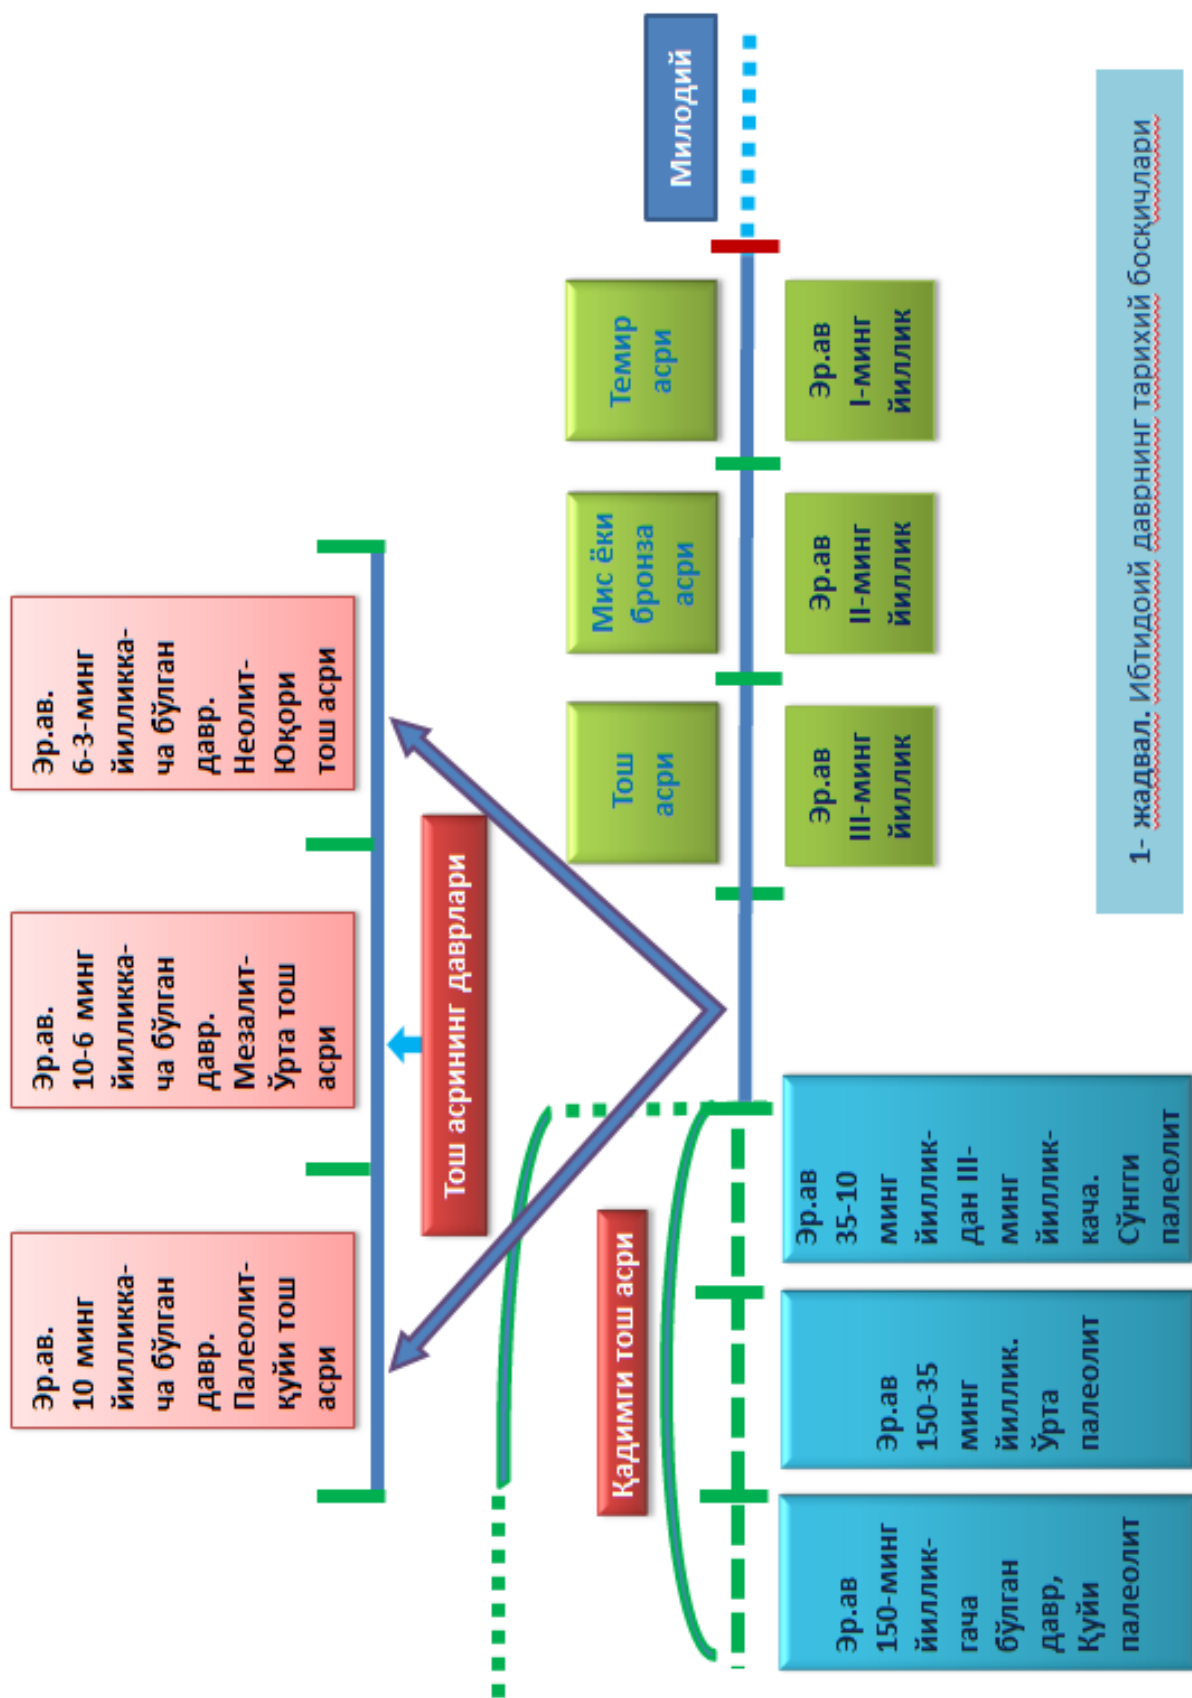 Эр.ав.
10 минг
йилликка-
ча бўлган
давр.
Палеолит-
қуйи тош
асри
Эр.ав.
10-6 минг
йилликка-
ча бўлган
давр.
Мезалит-
Ўрта тош
асри
Эр.ав.
6-3-минг
йилликка-
ча бўлган
давр.
Неолит-
Юқори
тош асри
Тош асрининг даврлари
Қадимги тош асри
Тош
асри
Мис ёки
бронза
асри
Темир
асри
Милодий
Эр.ав
150-минг
йиллик-
гача
бўлган
давр,
Қуйи
палеолит
Эр.ав
150-35
минг
йиллик.
Ўрта
палеолит
Эр.ав
35-10
минг
йиллик-
дан III-
минг
йиллик-
кача.
Сўнгги
палеолит
Эр.ав
III-минг
йиллик
Эр.ав
II-минг
йиллик
Эр.ав
I-минг
йиллик
1- жадвал. Ибтидоий даврнинг тарихий босқичлари